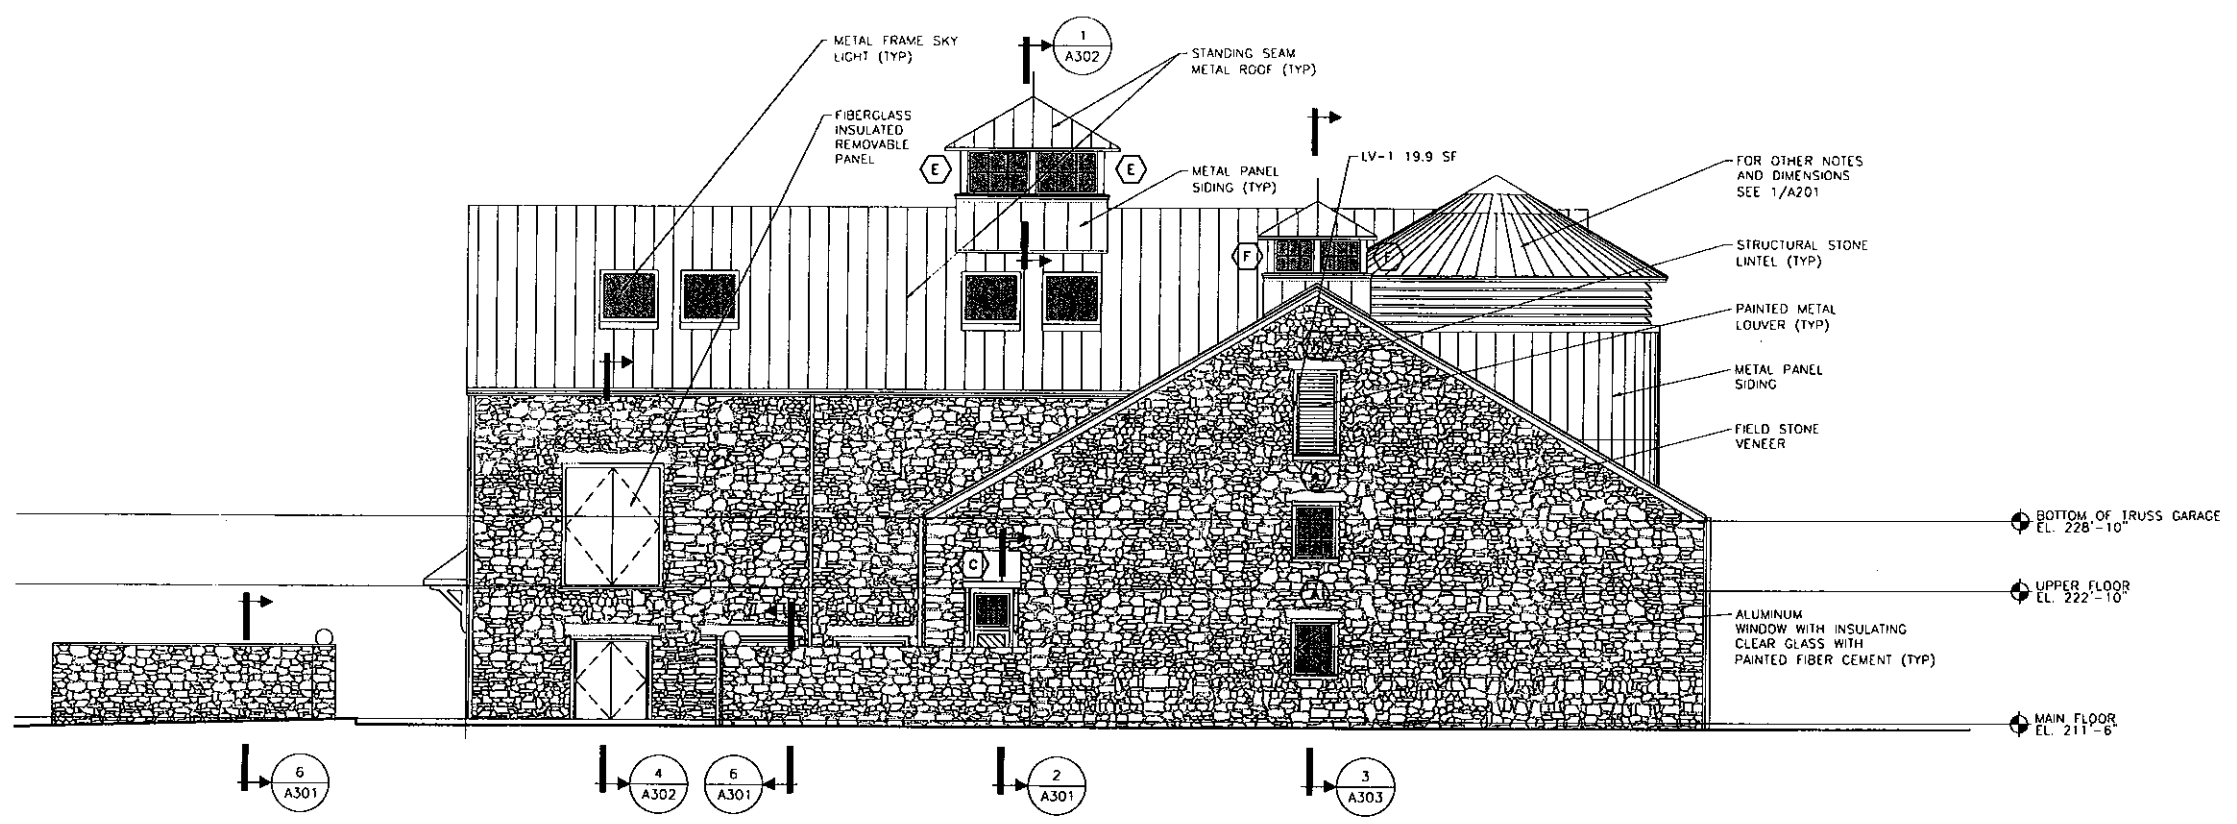 METAL FRAME SKY
LIGHT (TYP)
1
A302
STANDING SEAM
METAL ROOF (TYP)
FIBERGLASS
INSULATED
REMOVABLE
PANEL
E
E
METAL PANEL
SIDING (TYP)
LV-1 19.9 SF
FOR OTHER NOTES
AND DIMENSIONS
SEE 1/A201
F
F
STRUCTURAL STONE
LINTEL (TYP)
PAINTED METAL
LOUVER (TYP)
METAL PANEL
SIDING
FIELD STONE
VENEER
BOTTOM OF TRUSS GARAGE
EL. 228'-10"
C
UPPER FLOOR
EL. 222'-10"
A
ALUMINUM
WINDOW WITH INSULATING
CLEAR GLASS WITH
PAINTED FIBER CEMENT (TYP)
MAIN FLOOR
EL. 211'-6"
6
A301
4
A302
6
A301
2
A301
3
A303